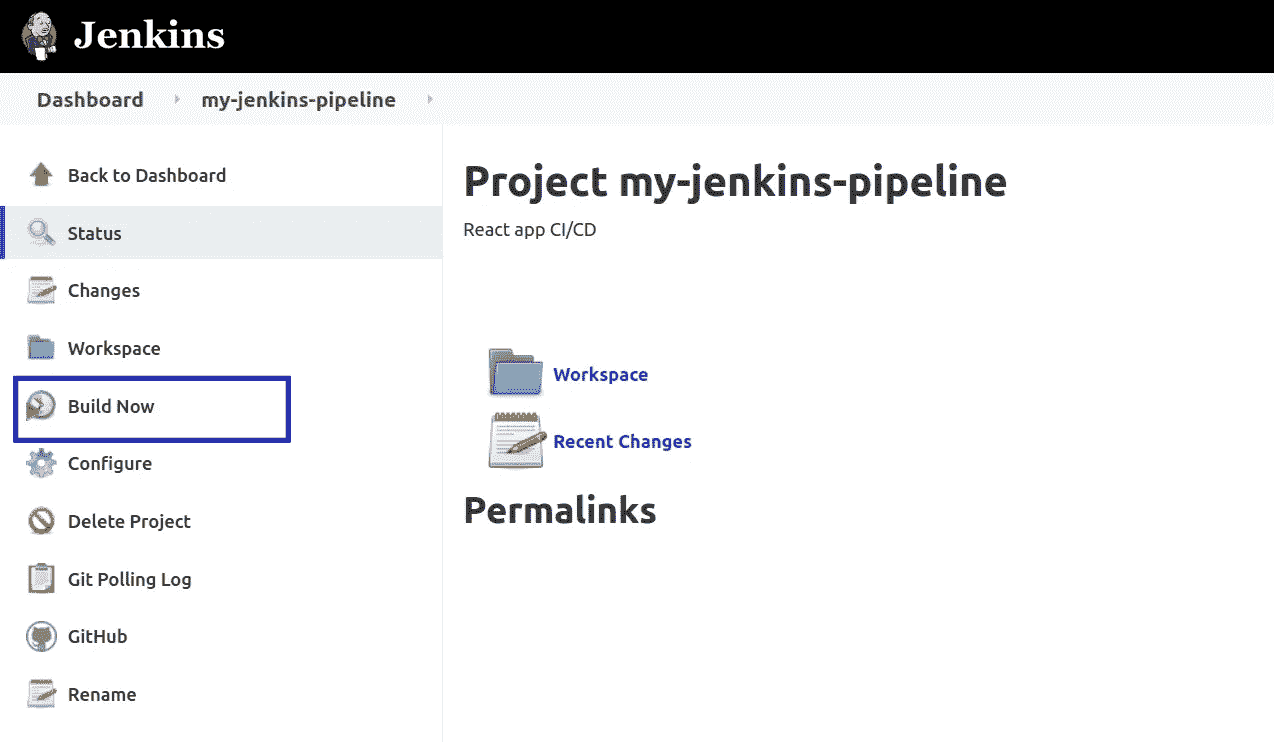 Jenkins
Dashboard my-jenkins-pipeline
Back to Dashboard
Status
Changes
Workspace
Build Now
Configure
Delete Project
Git Polling Log
GitHub
Rename
Project my-jenkins-pipeline
React app CI/CD
Workspace
Recent Changes
Permalinks